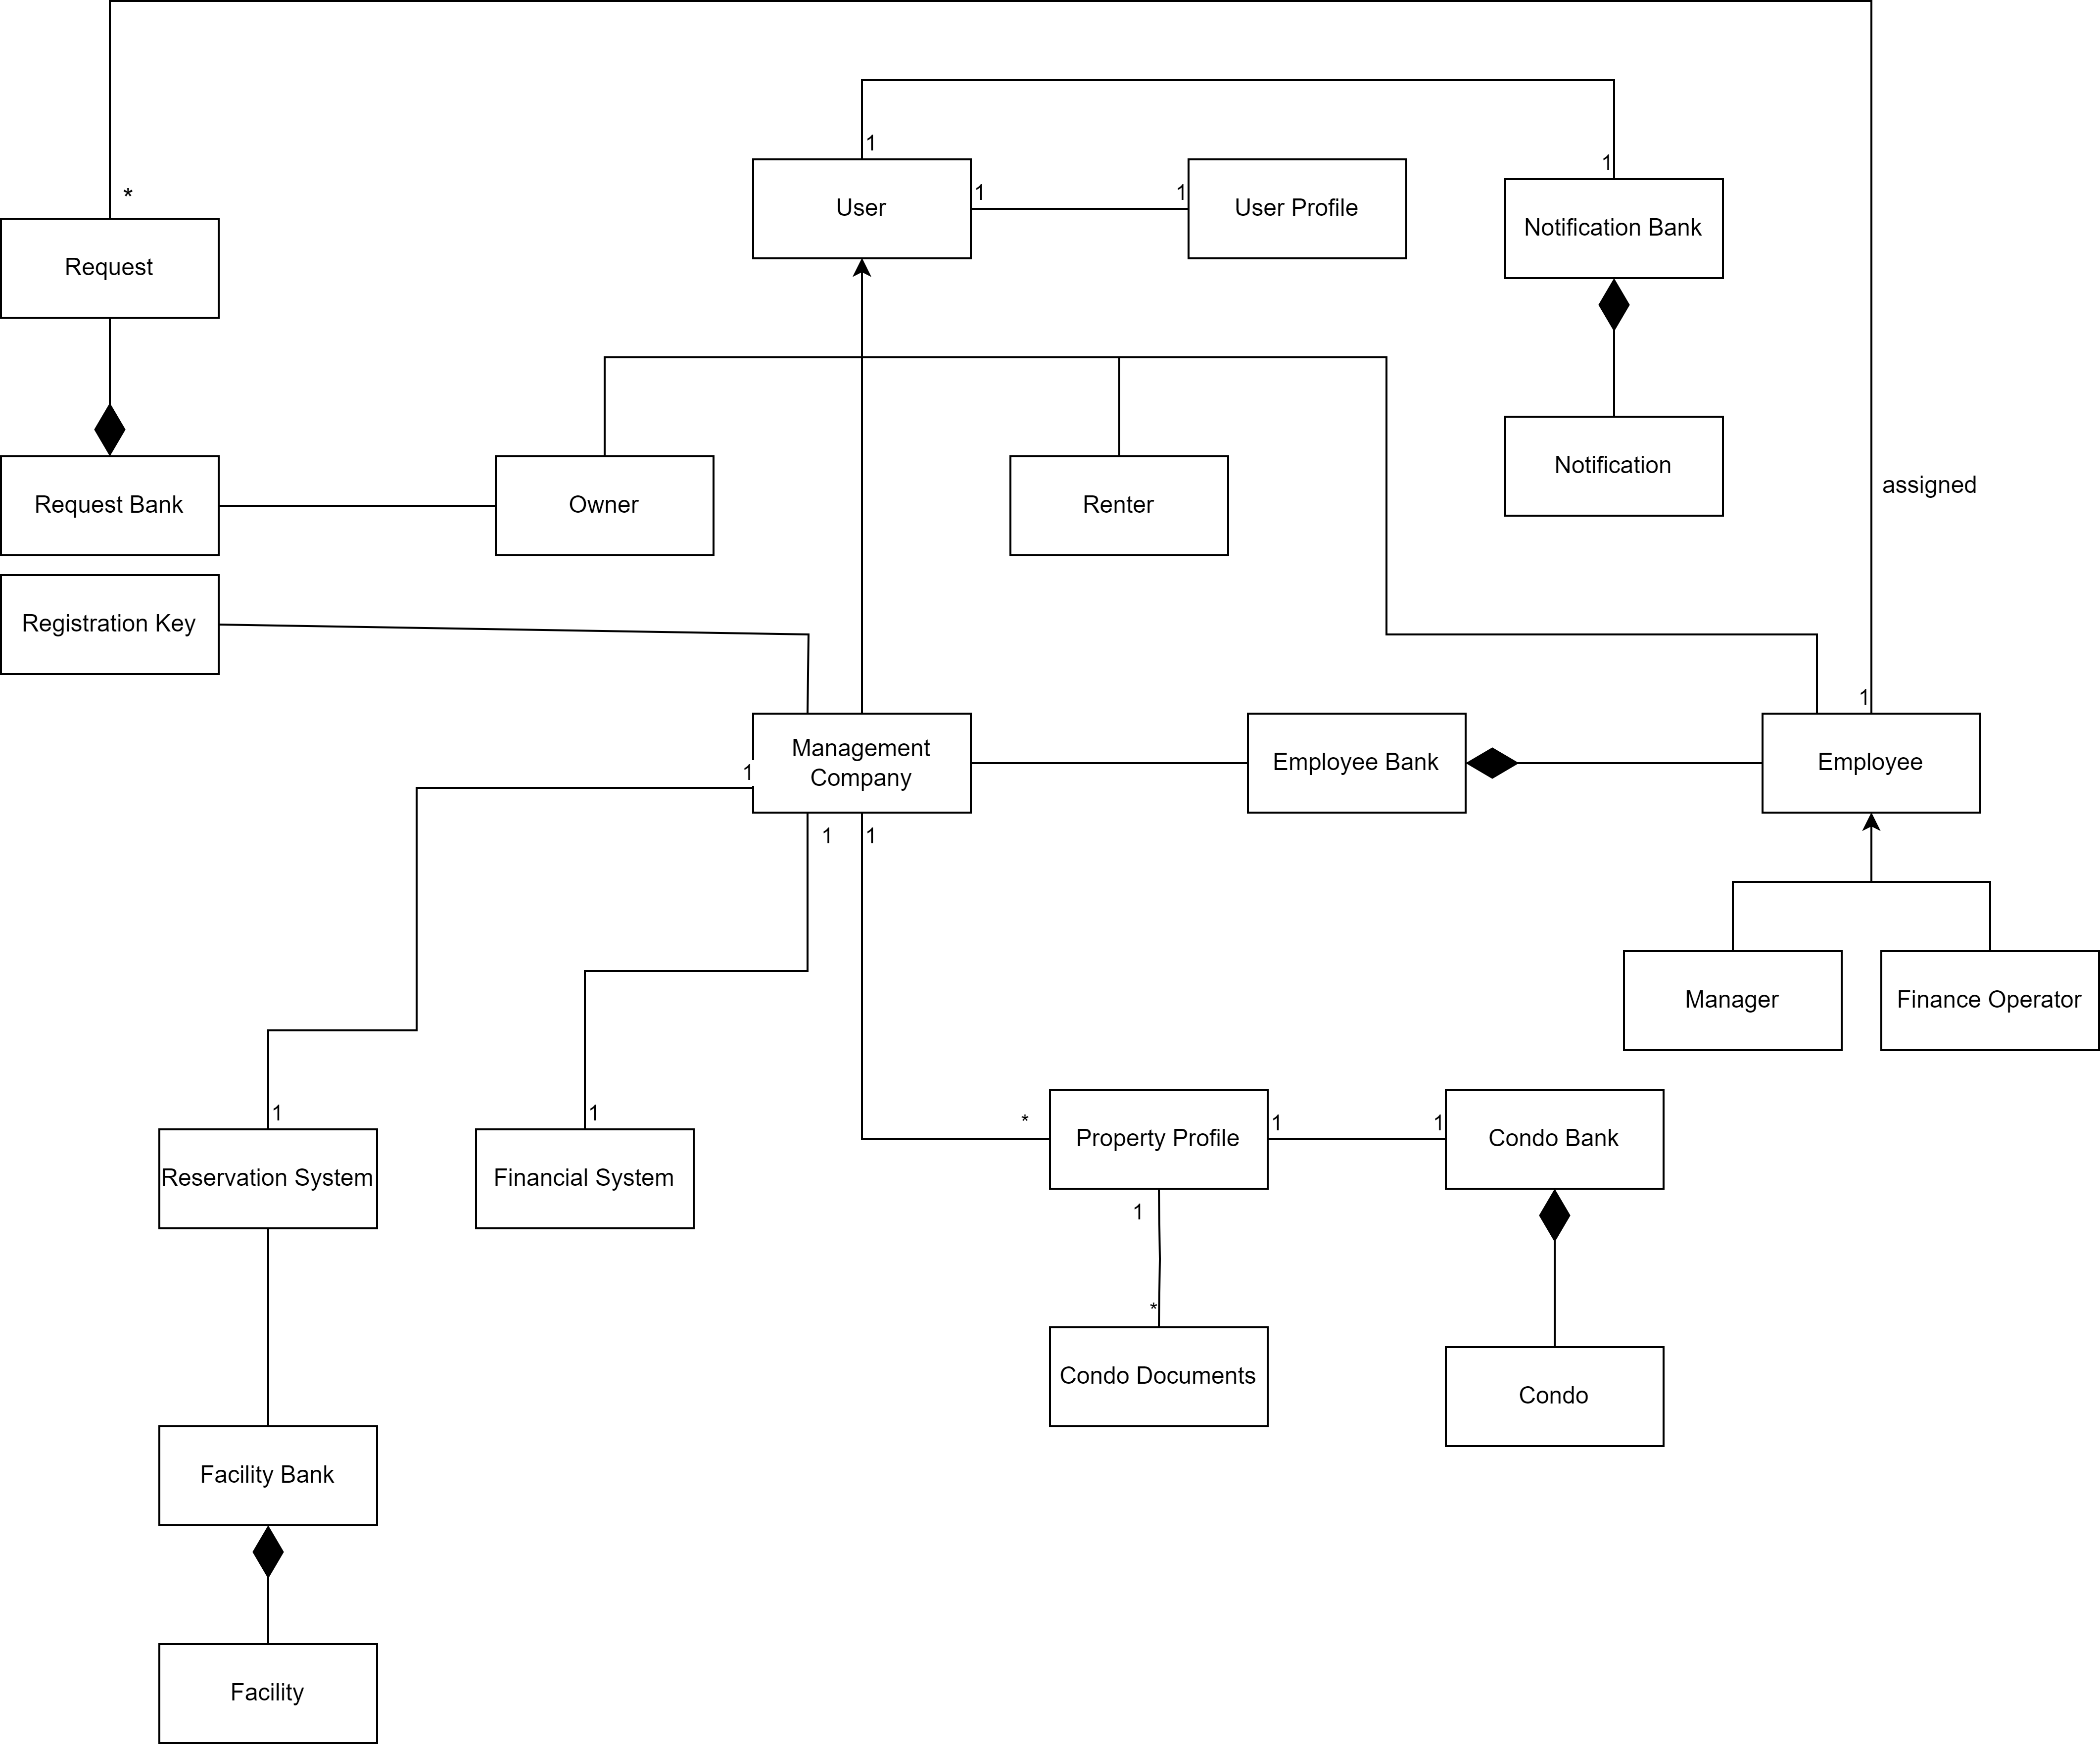 1
1
*
User
1
1
User Profile
Notification Bank
Request
Notification
assigned
Request Bank
Owner
Renter
Registration Key
1
Management
Company
1
Employee Bank
Employee
1
1
Manager
Finance Operator
1
1
*
Property Profile
1
1
Condo Bank
Reservation System
Financial System
1
*
Condo Documents
Condo
Facility Bank
Facility